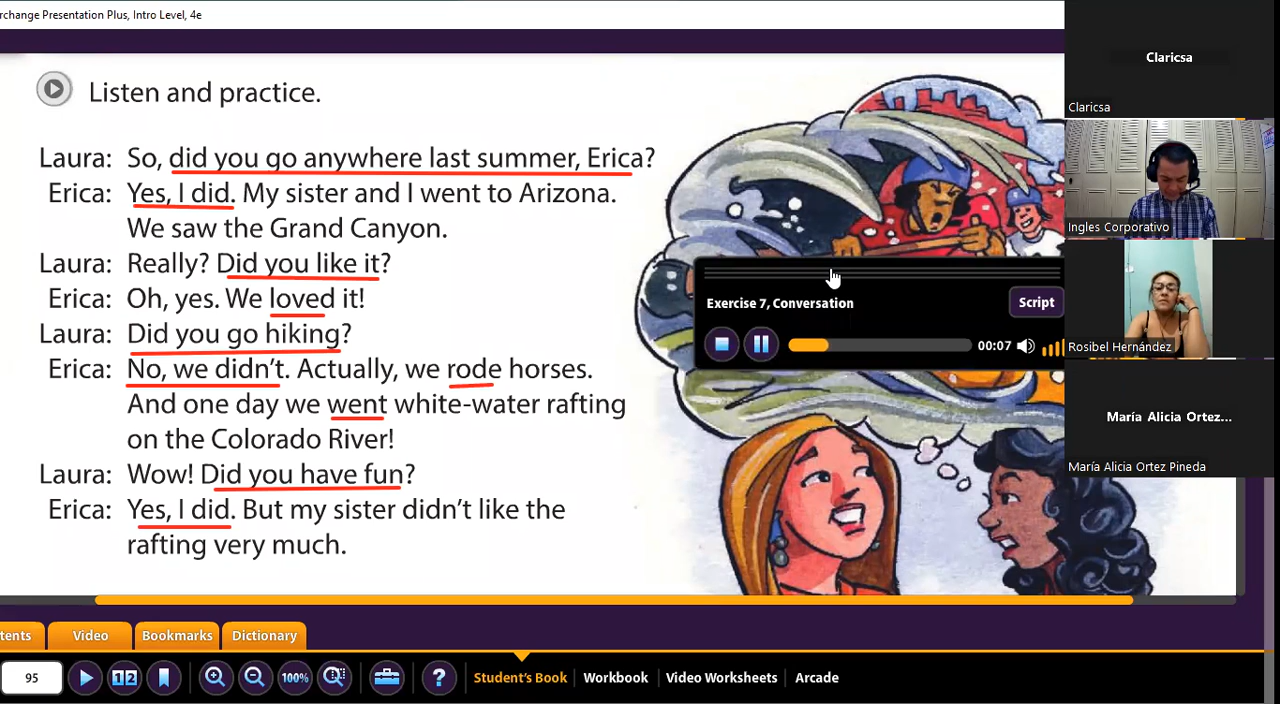 rchange Presentation Plus, Intro Level, 4e
Listen and practice.
Laura: So, did you go anywhere last summer, Erica?
Erica: Yes, I did. My sister and I went to Arizona.
We saw the Grand Canyon.
Laura: Really? Did you like it?
Erica: Oh, yes. We loved it!
Laura: Did you go hiking?
Erica: No, we didn't. Actually, we rode horses.
And one day we went white-water rafting
on the Colorado River!
Laura: Wow! Did you have fun?
Erica: Yes, I did. But my sister didn't like the
rafting very much.
Exercise 7, Conversation
Script
00:07
Claricsa
Claricsa
Ingles Corporativo
Rosibel Hernández
María Alicia Ortez...
María Alicia Ortez Pineda
tents Video Bookmarks Dictionary
95 12 100% ? Student's Book Workbook Video Worksheets Arcade